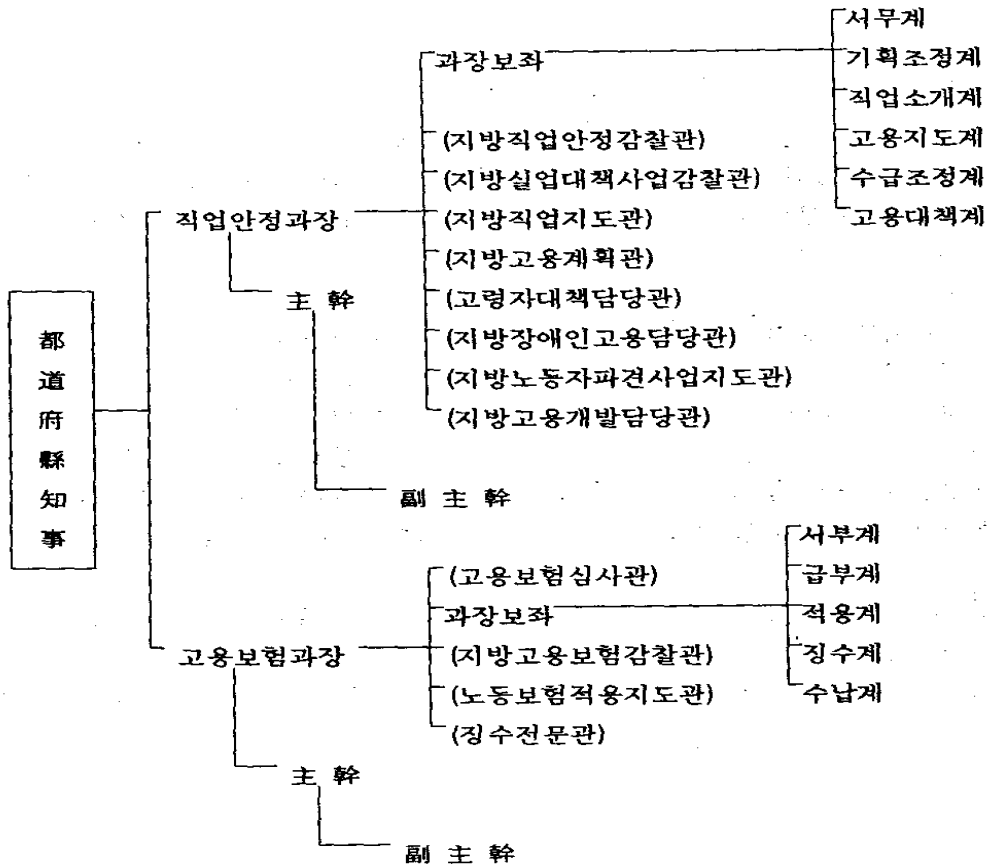 都道府縣知事
직업안정과장
과장보좌
서무계
기획조정계
직업소개계
고용지도계
수급조정계
고용대책계
(지방직업안정감찰관)
(지방실업대책사업감찰관)
(지방직업지도관)
(지방고용계획관)
(고령자대책담당관)
(지방장애인고용담당관)
(지방노동자파견사업지도관)
(지방고용개발담당관)
主 幹
副 主 幹
고용보험과장
(고용보험심사관)
과장보좌
서부계
급부계
적용계
징수계
수납계
(지방고용보험감찰관)
(노동보험적용지도관)
(징수전문관)
主 幹
副 主 幹